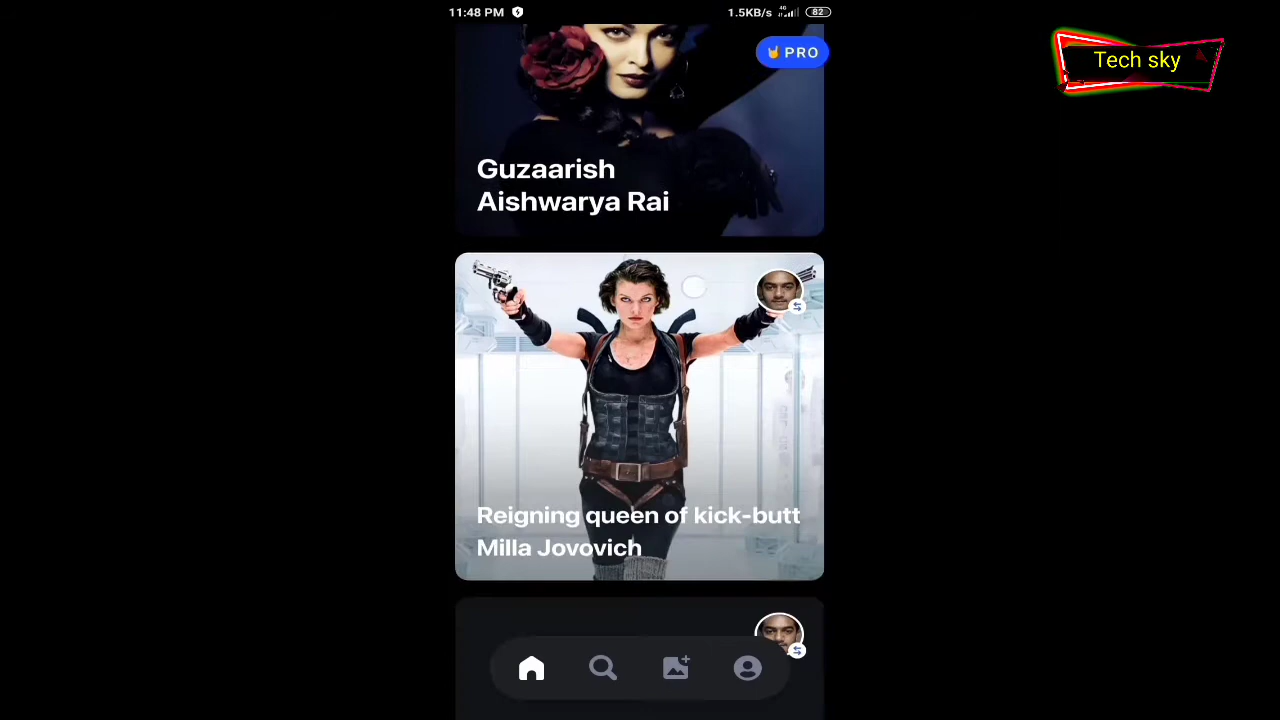 11:48 PM
1.5KB/s 4G 82
PRO
Tech sky
Guzaarish
Aishwarya Rai
Reigning queen of kick-butt
Milla Jovovich